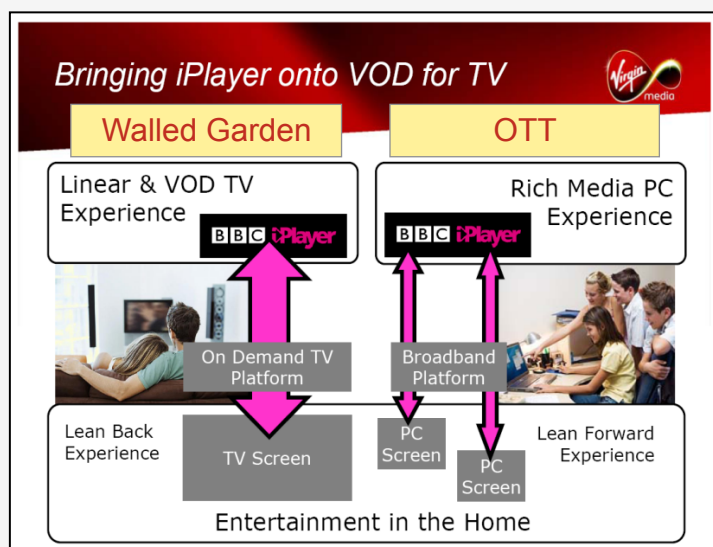 Bringing iPlayer onto VOD for TV
Virgin
media
Walled Garden
OTT
Linear & VOD TV
Experience
BBC iPlayer
Rich Media PC
Experience
BBC iPlayer
On Demand TV
Platform
Broadband
Platform
Lean Back
Experience
TV Screen
PC
Screen
PC
Screen
Lean Forward
Experience
Entertainment in the Home